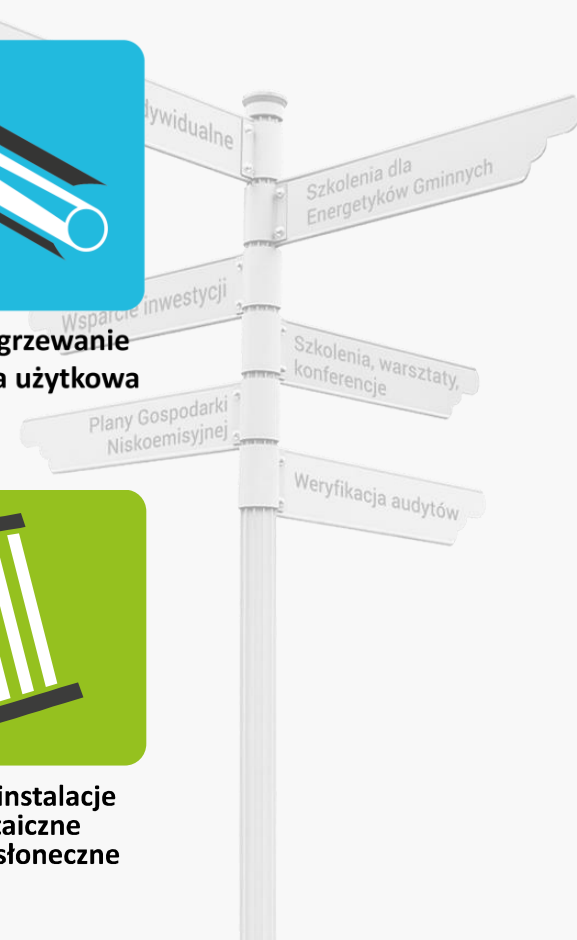 dywidualne
Szkolenia dla
Energetyków Gminnych
Wsparcie inwestycji
grzewanie
a użytkowa
Szkolenia, warsztaty,
konferencje
Plany Gospodarki
Niskoemisyjnej
Weryfikacja audytów
instalacje
taiczne
słoneczne